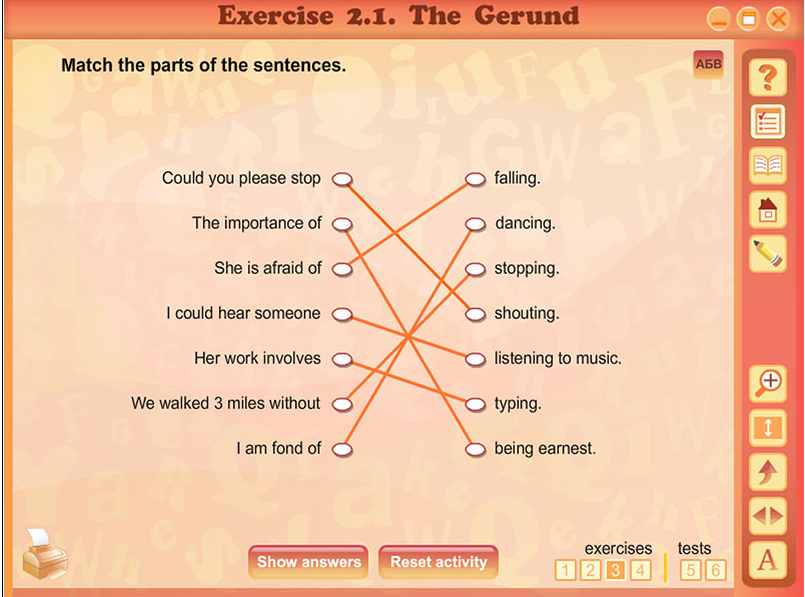 Exercise 2.1. The Gerund
Match the parts of the sentences.
АБВ
Could you please stop
falling.
The importance of
dancing.
She is afraid of
stopping.
I could hear someone
shouting.
Her work involves
listening to music.
We walked 3 miles without
typing.
I am fond of
being earnest.
Show answers
Reset activity
exercises
tests
1 2 3 4
5 6
?
A